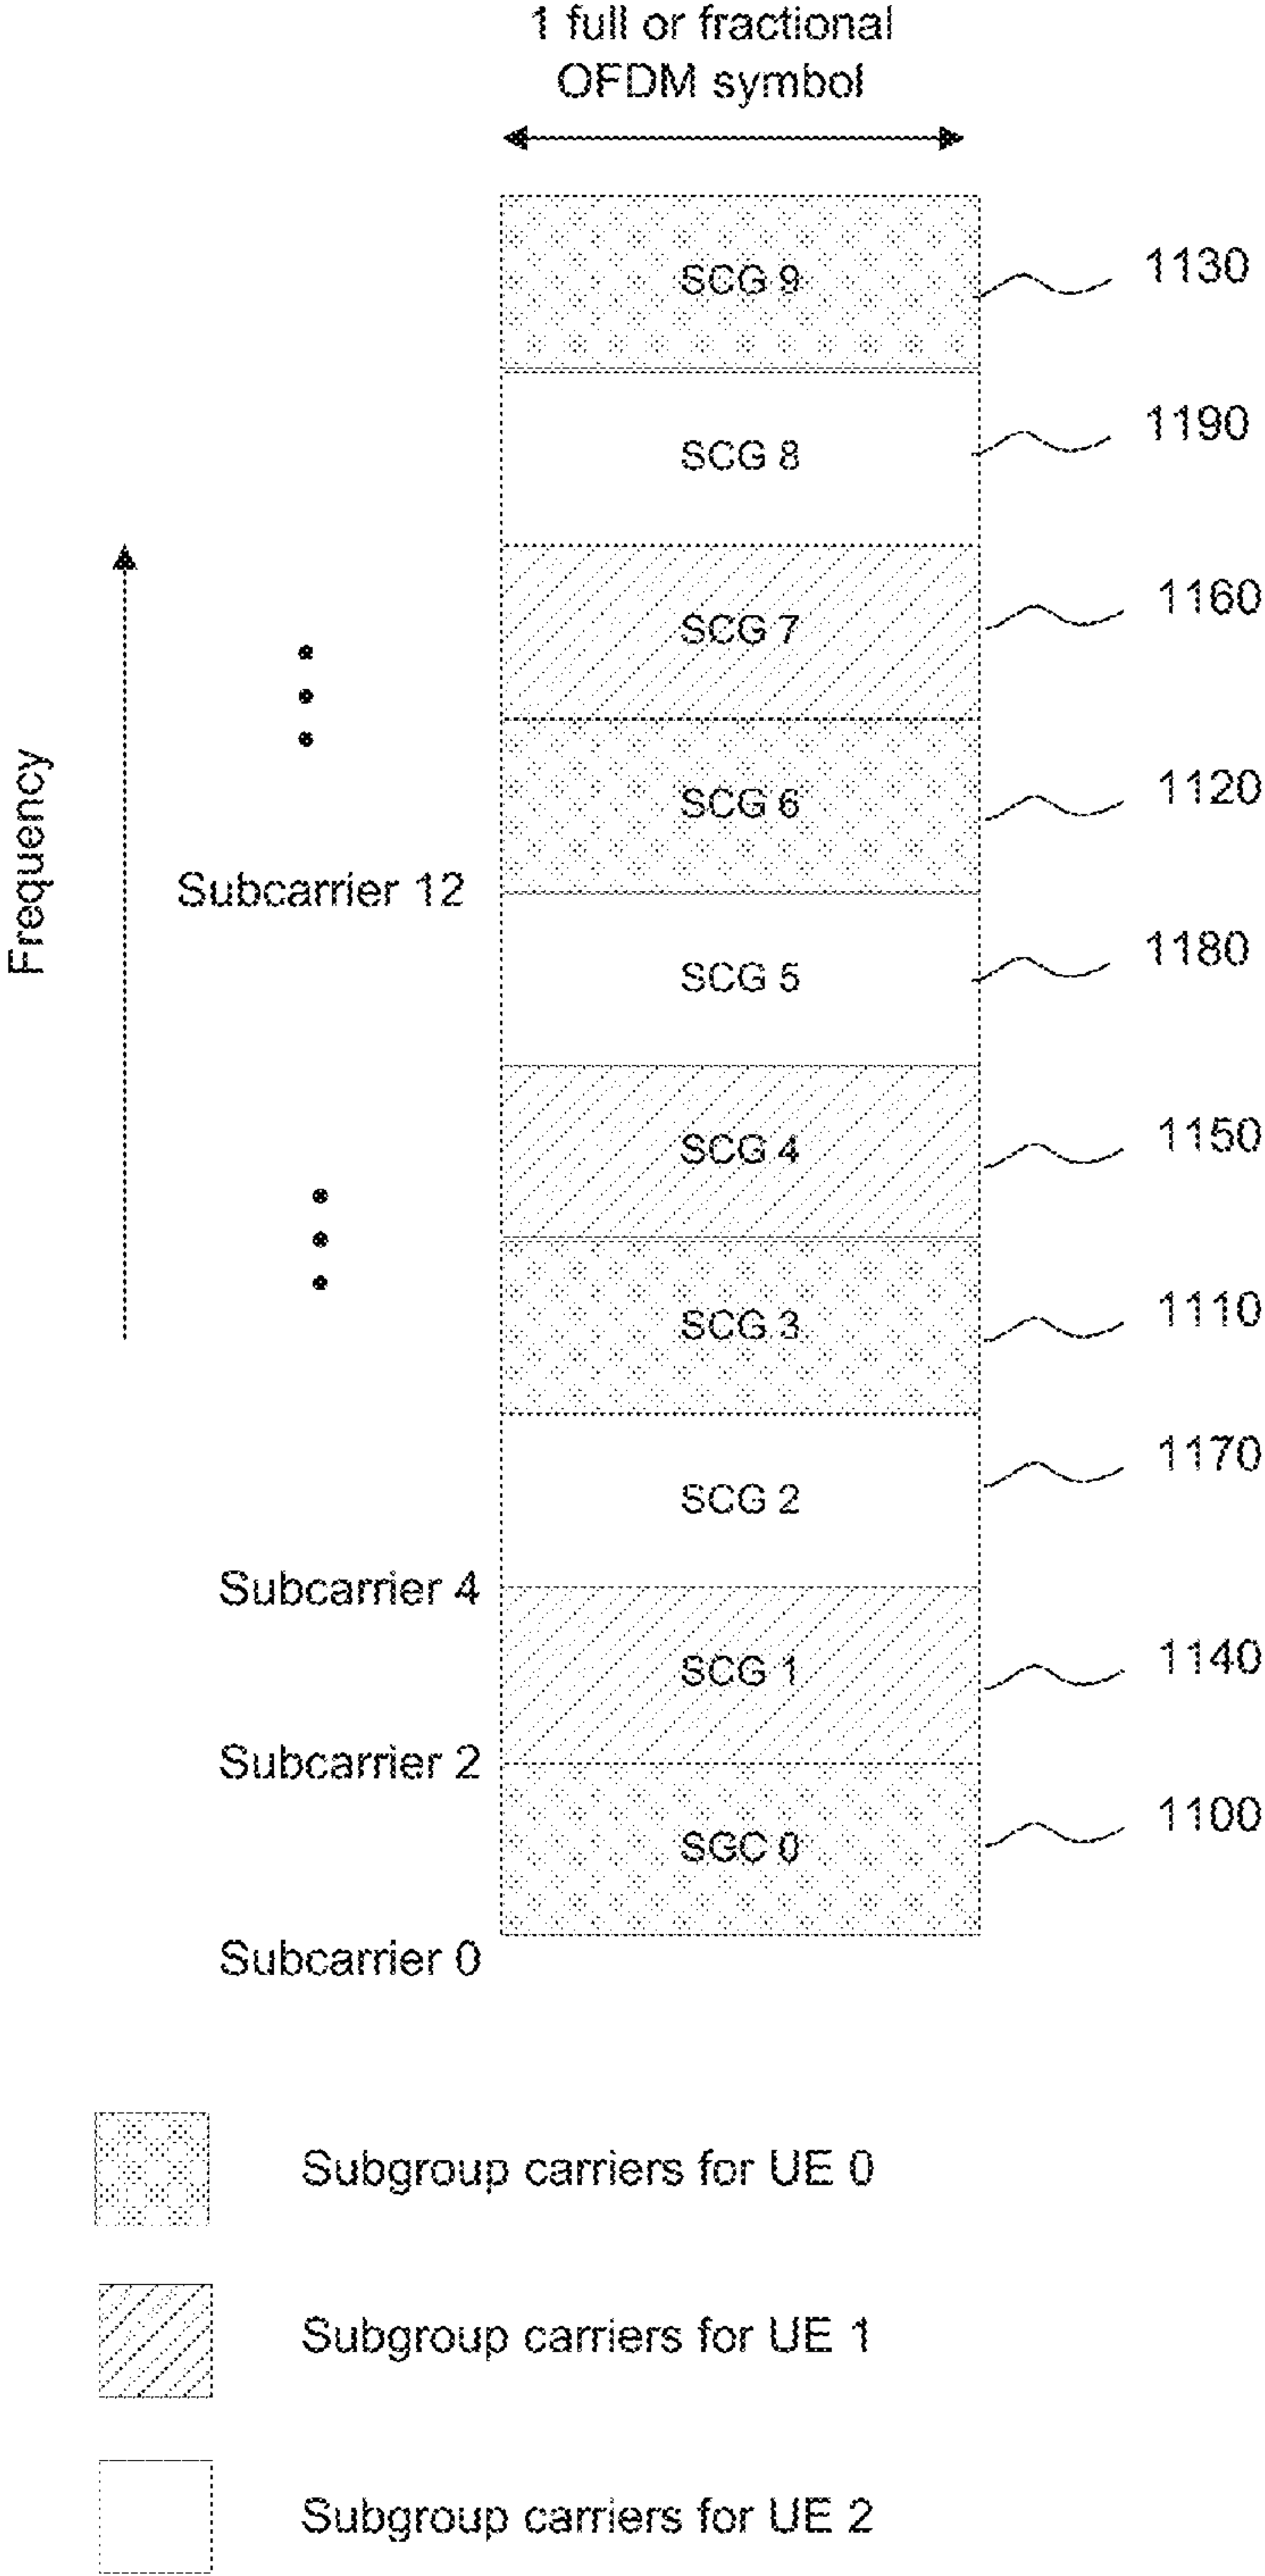 1 full or fractional
OFDM symbol
SCG 9
1130
SCG 8
1190
SCG 7
1160
SCG 6
1120
Frequency
Subcarrier 12
SCG 5
1180
SCG 4
1150
SCG 3
1110
SCG 2
1170
Subcarrier 4
SCG 1
1140
Subcarrier 2
SGC 0
1100
Subcarrier 0
Subgroup carriers for UE 0
Subgroup carriers for UE 1
Subgroup carriers for UE 2